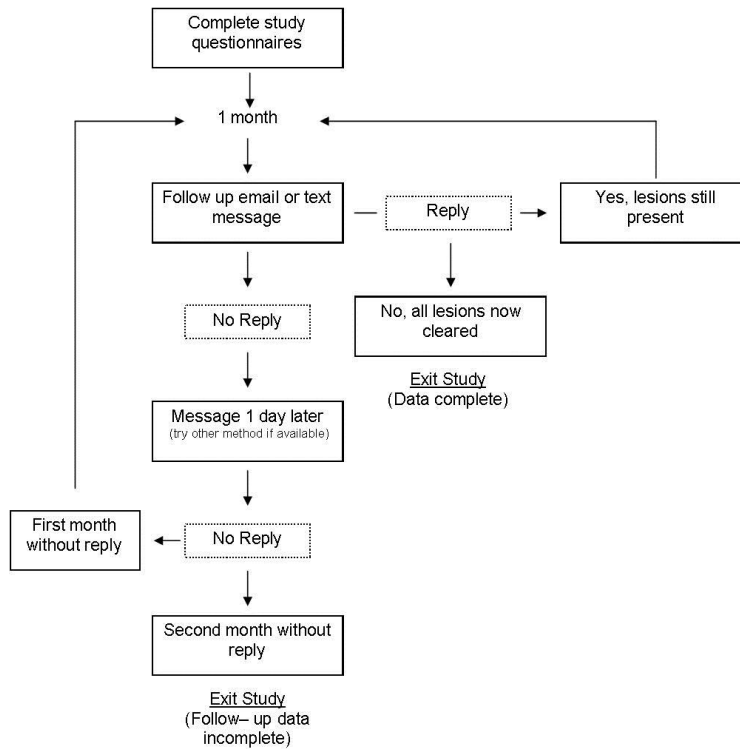 Complete study
questionnaires
1 month
Follow up email or text
message
Reply
Yes, lesions still
present
No Reply
No, all lesions now
cleared
Exit Study
(Data complete)
Message 1 day later
(try other method if available)
First month
without reply
No Reply
Second month without
reply
Exit Study
(Follow– up data
incomplete)